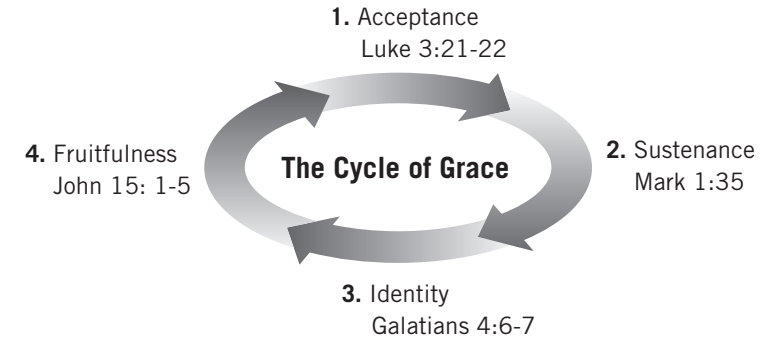 1. Acceptance
Luke 3:21-22
2. Sustenance
Mark 1:35
3. Identity
Galatians 4:6-7
4. Fruitfulness
John 15: 1-5
The Cycle of Grace